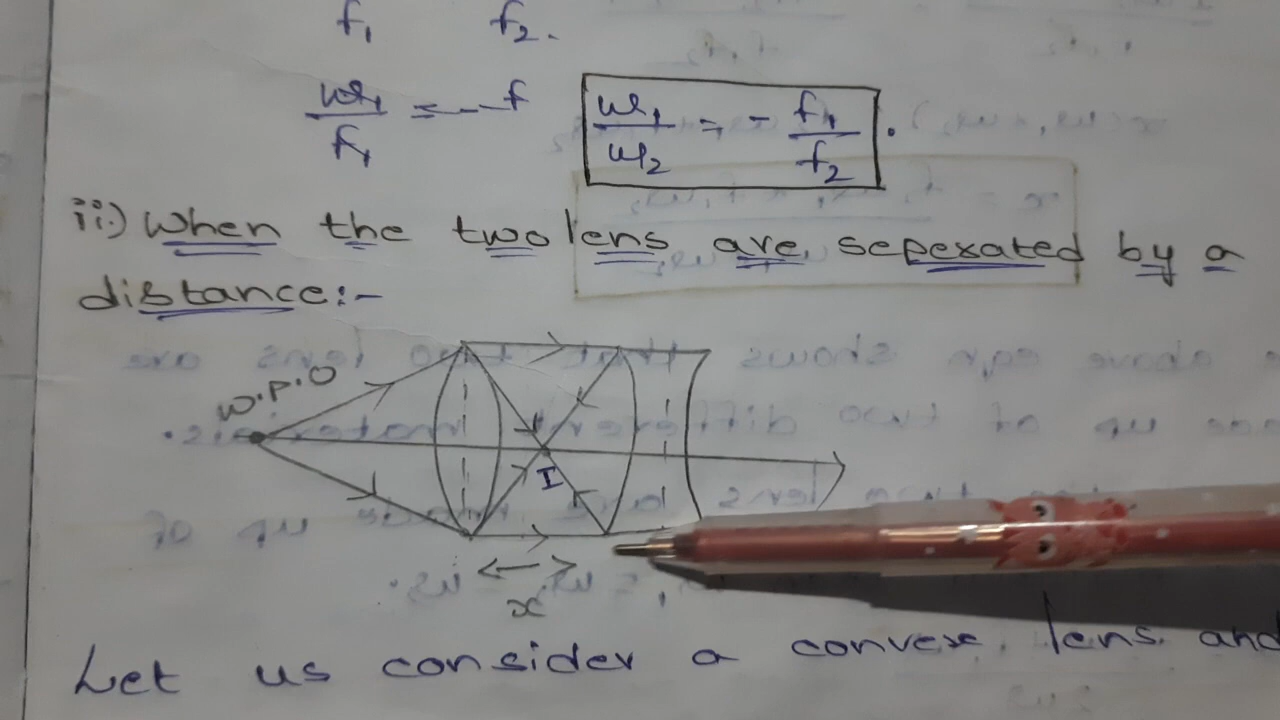 f₁ f₂.
ω₁/f₁ = - f
ω₁/ω₂ = - f₁/f₂ .
ii:) When the two lens are seperated by a
distance:-
W.P.O
I
x
Let us consider a convex lens and